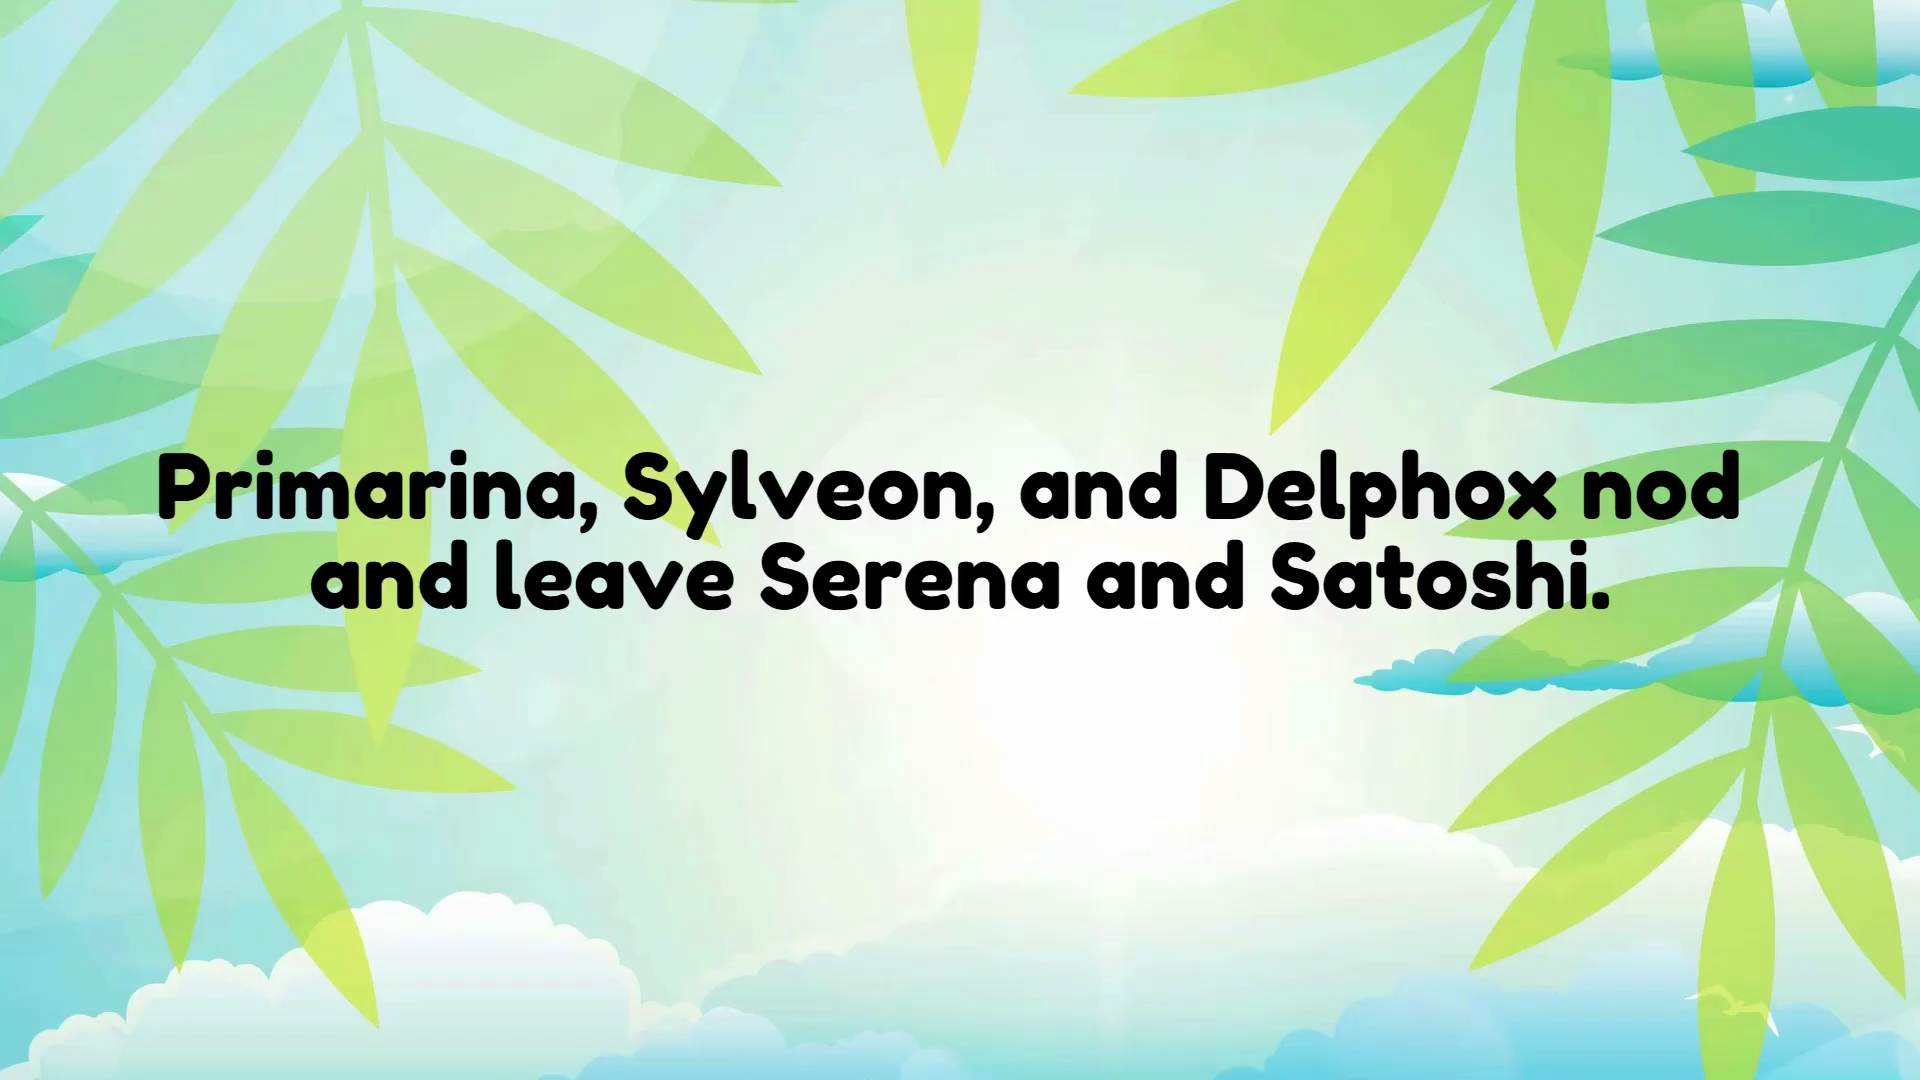 Primarina, Sylveon, and Delphox nod
and leave Serena and Satoshi.